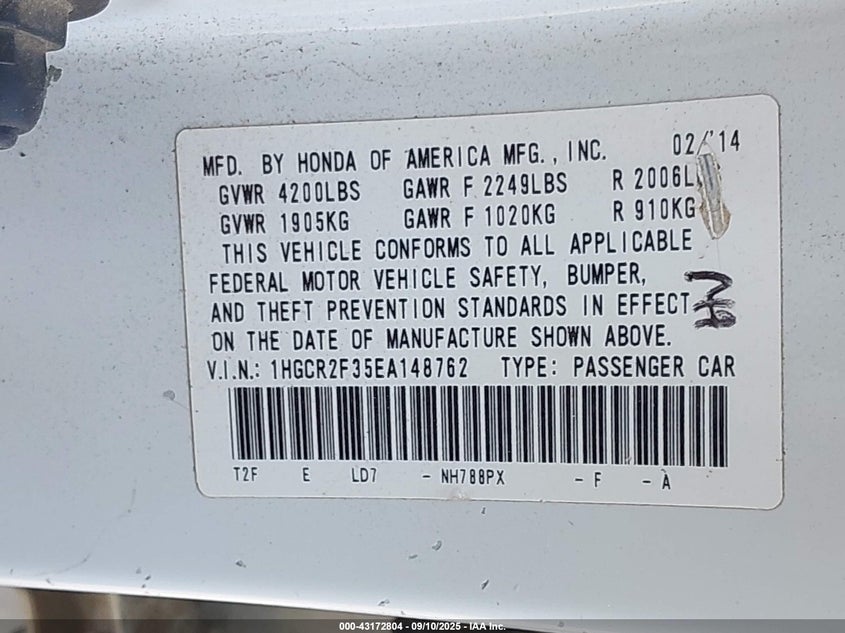 MFD. BY HONDA OF AMERICA MFG., INC. 02/'14
GVWR 4200LBS GAWR F 2249LBS R 2006L
GVWR 1905KG GAWR F 1020KG R 910KG
THIS VEHICLE CONFORMS TO ALL APPLICABLE
FEDERAL MOTOR VEHICLE SAFETY, BUMPER,
AND THEFT PREVENTION STANDARDS IN EFFECT
ON THE DATE OF MANUFACTURE SHOWN ABOVE.
V.I.N.: 1HGCR2F35EA148762 TYPE: PASSENGER CAR
T2F E LD7 - NH788PX - F - A
000-43172804 - 09/10/2025 - IAA Inc.